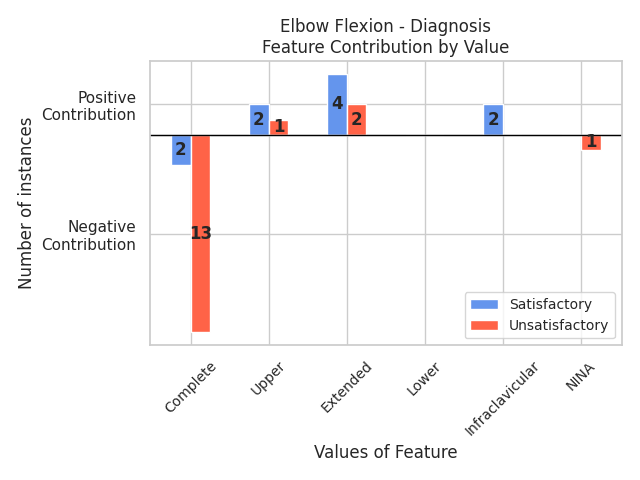 Elbow Flexion - Diagnosis
Feature Contribution by Value
Positive
Contribution
Negative
Contribution
Number of instances
2
13
2
1
4
2
2
1
Satisfactory
Unsatisfactory
Complete
Upper
Extended
Lower
Infraclavicular
NINA
Values of Feature